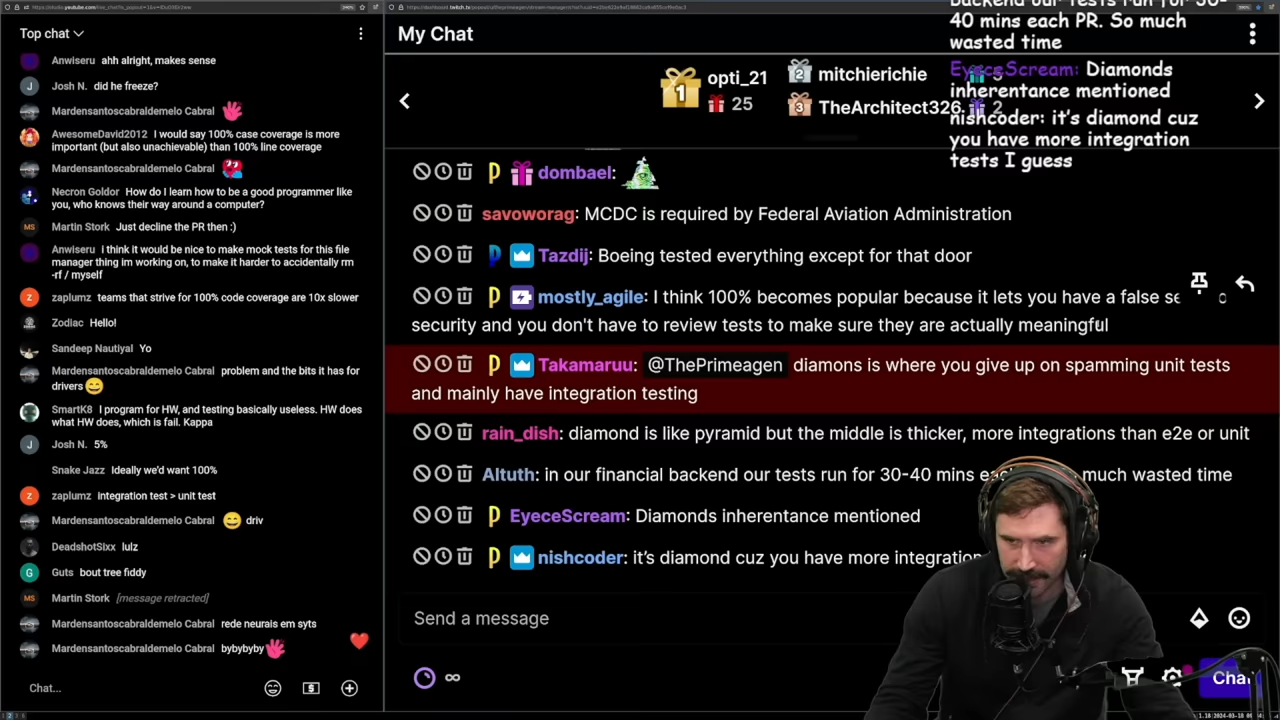 Top chat
Anwiseru ahh alright, makes sense
J
Josh N. did he freeze?
Mardensantoscabraldemelo Cabral
AwesomeDavid2012 I would say 100% case coverage is more
important (but also unachievable) than 100% line coverage
Mardensantoscabraldemelo Cabral
Necron Goldor How do I learn how to be a good programmer like
you, who knows their way around a computer?
MS
Martin Stork Just decline the PR then :)
Anwiseru i think it would be nice to make mock tests for this file
manager thing im working on, to make it harder to accidentally rm
-rf / myself
Z
zaplumz teams that strive for 100% code coverage are 10x slower
Zodiac Hello!
Sandeep Nautiyal Yo
Mardensantoscabraldemelo Cabral problem and the bits it has for
drivers
SmartK8 I program for HW, and testing basically useless. HW does
what HW does, which is fail. Kappa
J
Josh N. 5%
Snake Jazz Ideally we'd want 100%
Z
zaplumz integration test > unit test
Mardensantoscabraldemelo Cabral driv
DeadshotSixx lulz
G
Guts bout tree fiddy
MS
Martin Stork [message retracted]
Mardensantoscabraldemelo Cabral rede neurais em syts
Mardensantoscabraldemelo Cabral bybybyby
Chat...
My Chat
1
opti_21
25
2
mitchierichie
3
TheArchitect326
2
backend our tests run for 30-
40 mins each PR. So much
wasted time
EyeceScream: Diamonds
inherentance mentioned
nishcoder: it's diamond cuz
you have more integration
tests I guess
dombael:
savoworag: MCDC is required by Federal Aviation Administration
Tazdij: Boeing tested everything except for that door
mostly_agile: I think 100% becomes popular because it lets you have a false se
security and you don't have to review tests to make sure they are actually meaningful
Takamaruu: @ThePrimeagen diamons is where you give up on spamming unit tests
and mainly have integration testing
rain_dish: diamond is like pyramid but the middle is thicker, more integrations than e2e or unit
Altuth: in our financial backend our tests run for 30-40 mins each much wasted time
EyeceScream: Diamonds inherentance mentioned
nishcoder: it's diamond cuz you have more integration
Send a message
Chat